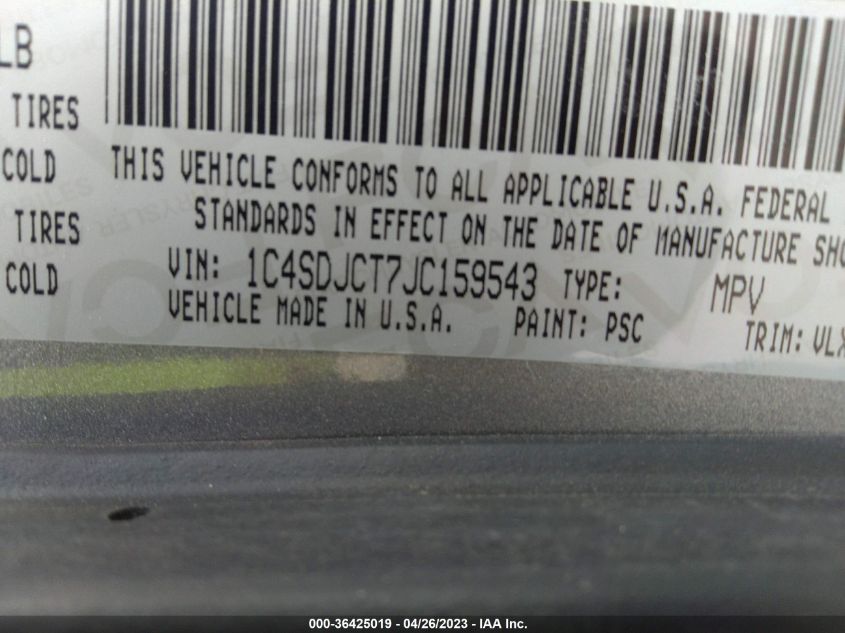 LB
TIRES
COLD
THIS VEHICLE CONFORMS TO ALL APPLICABLE U.S.A. FEDERAL
TIRES
STANDARDS IN EFFECT ON THE DATE OF MANUFACTURE SHO
COLD
VIN: 1C4SDJCT7JC159543 TYPE: MPV
VEHICLE MADE IN U.S.A. PAINT: PSC TRIM: VLX
000-36425019 - 04/26/2023 - IAA Inc.